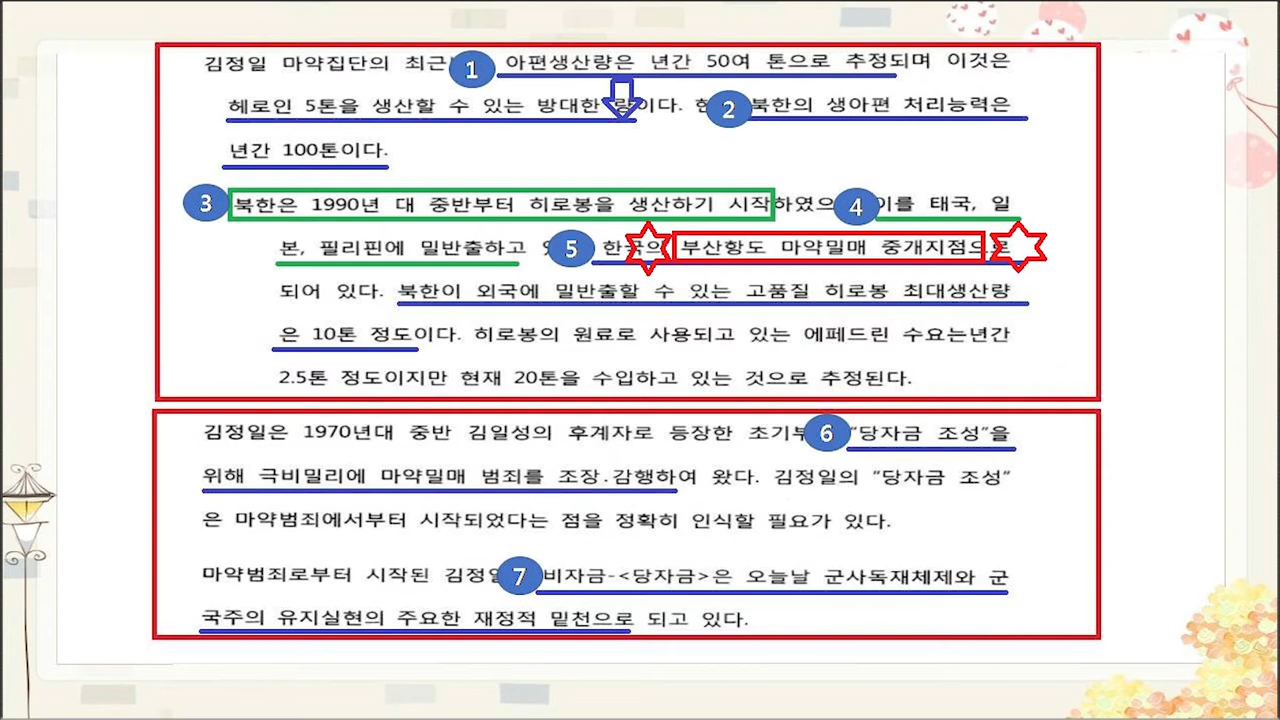 김정일 마약집단의 최근 1 아편생산량은 년간 50여 톤으로 추정되며 이것은
헤로인 5톤을 생산할 수 있는 방대한 량이다. 2 북한의 생아편 처리능력은
년간 100톤이다.
3 북한은 1990년 대 중반부터 히로봉을 생산하기 시작하였으 4 이를 태국, 일
본, 필리핀에 밀반출하고 5 한국의 부산항도 마약밀매 중개지점으로
되어 있다. 북한이 외국에 밀반출할 수 있는 고품질 히로봉 최대생산량
은 10톤 정도이다. 히로봉의 원료로 사용되고 있는 에페드린 수요는년간
2.5톤 정도이지만 현재 20톤을 수입하고 있는 것으로 추정된다.
김정일은 1970년대 중반 김일성의 후계자로 등장한 초기부 6 "당자금 조성"을
위해 극비밀리에 마약밀매 범죄를 조장.감행하여 왔다. 김정일의 "당자금 조성"
은 마약범죄에서부터 시작되었다는 점을 정확히 인식할 필요가 있다.
마약범죄로부터 시작된 김정일 7 비자금-<당자금>은 오늘날 군사독재체제와 군
국주의 유지실현의 주요한 재정적 밑천으로 되고 있다.